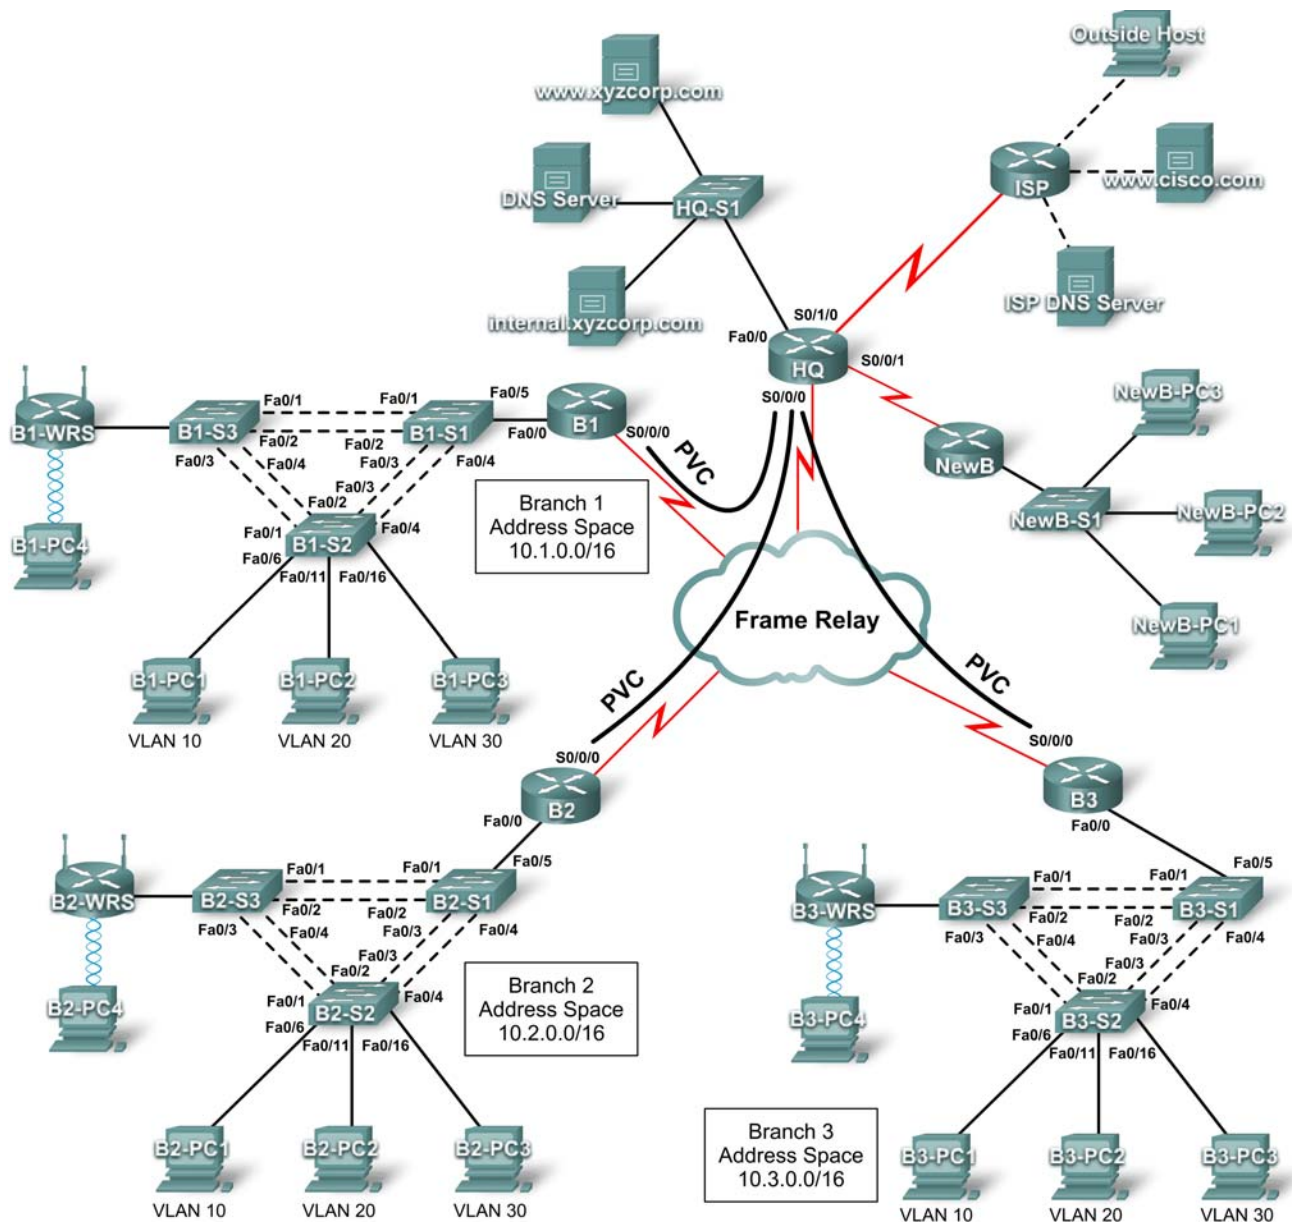 Outside Host
www.xyzcorp.com
ISP
www.cisco.com
DNS Server
HQ-S1
ISP DNS Server
internal.xyzcorp.com
S0/1/0
Fa0/0
HQ
S0/0/1
S0/0/0
NewB-PC3
NewB
NewB-S1
NewB-PC2
NewB-PC1
B1-WRS
B1-S3
Fa0/1
Fa0/2
Fa0/3
Fa0/4
Fa0/1
Fa0/2
Fa0/3
Fa0/4
B1-S1
Fa0/5
Fa0/0
B1
S0/0/0
PVC
B1-PC4
Fa0/1
Fa0/2
Fa0/3
Fa0/4
Fa0/6
B1-S2
Fa0/11
Fa0/16
Branch 1
Address Space
10.1.0.0/16
B1-PC1
B1-PC2
B1-PC3
VLAN 10
VLAN 20
VLAN 30
Frame Relay
PVC
PVC
S0/0/0
B2
Fa0/0
S0/0/0
B3
Fa0/0
B2-WRS
B2-S3
Fa0/1
Fa0/2
Fa0/3
Fa0/4
Fa0/1
Fa0/2
Fa0/3
Fa0/4
B2-S1
Fa0/5
B2-PC4
Fa0/1
Fa0/2
Fa0/3
Fa0/4
Fa0/6
B2-S2
Fa0/11
Fa0/16
Branch 2
Address Space
10.2.0.0/16
B2-PC1
B2-PC2
B2-PC3
VLAN 10
VLAN 20
VLAN 30
B3-WRS
B3-S3
Fa0/1
Fa0/2
Fa0/3
Fa0/4
Fa0/1
Fa0/2
Fa0/3
Fa0/4
B3-S1
Fa0/5
B3-PC4
Fa0/1
Fa0/2
Fa0/3
Fa0/4
Fa0/6
B3-S2
Fa0/11
Fa0/16
Branch 3
Address Space
10.3.0.0/16
B3-PC1
B3-PC2
B3-PC3
VLAN 10
VLAN 20
VLAN 30